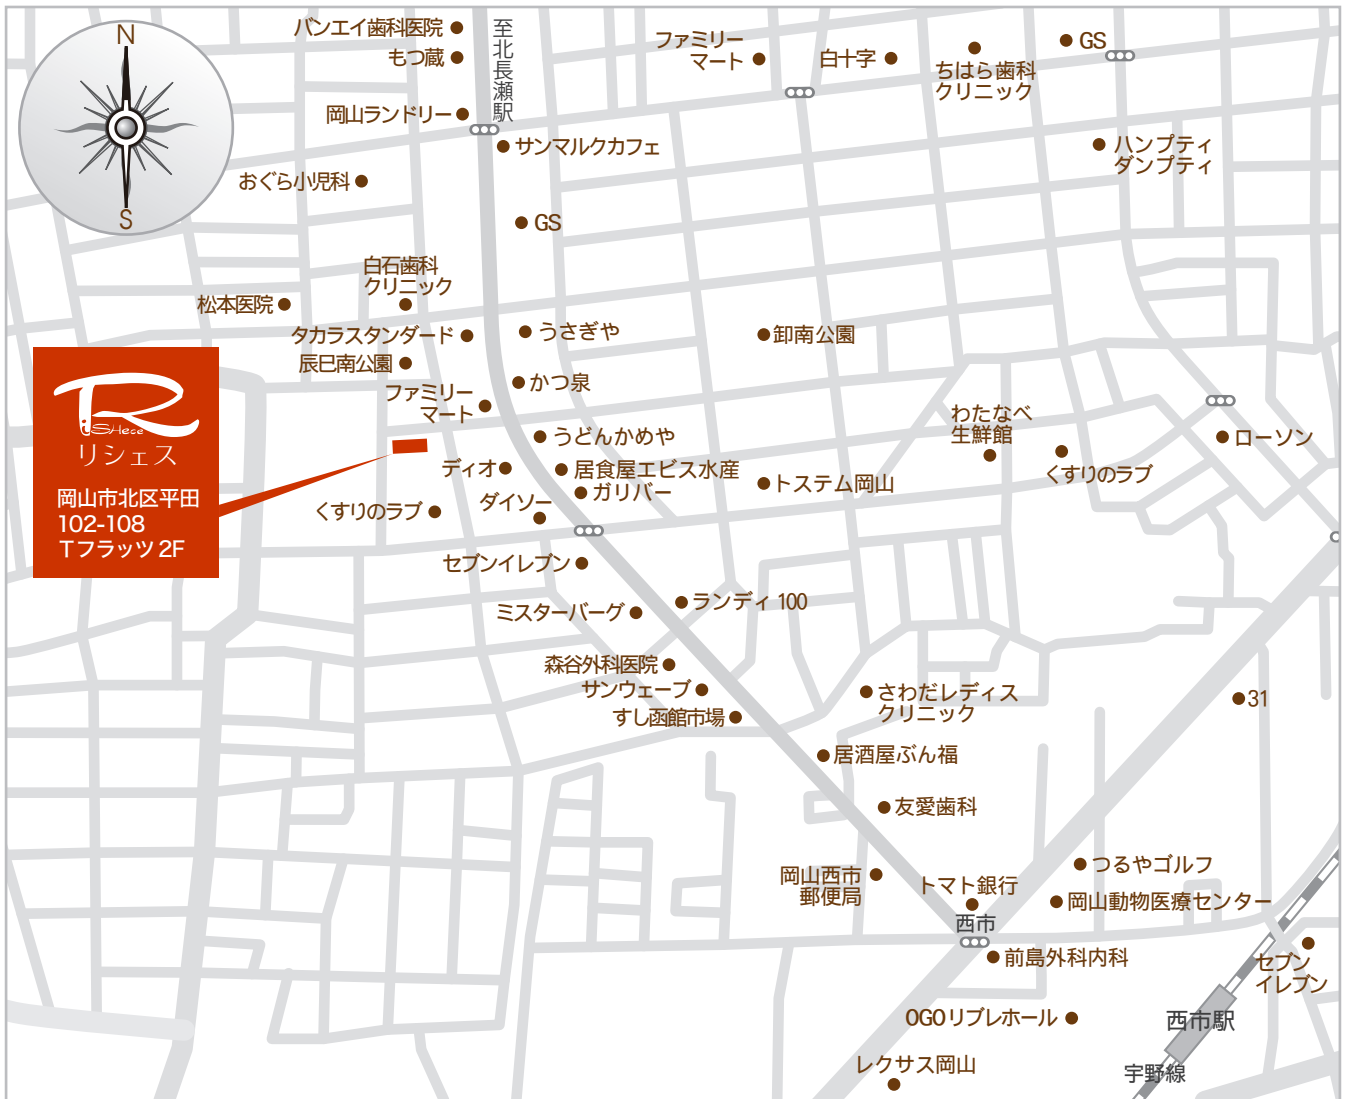 N
S
バンエイ歯科医院
もつ蔵
至北長瀬駅
岡山ランドリー
サンマルクカフェ
おぐら小児科
GS
ファミリー
マート
白十字
ちはら歯科
クリニック
GS
ハンプティ
ダンプティ
白石歯科
クリニック
松本医院
タカラスタンダード
辰巳南公園
ファミリー
マート
うさぎや
かつ泉
卸南公園
うどんかめや
居食屋エビス水産
ガリバー
ディオ
ダイソー
トステム岡山
わたなべ
生鮮館
くすりのラブ
ローソン
RiSHece
リシェス
岡山市北区平田
102-108
Tフラッツ2F
くすりのラブ
セブンイレブン
ミスターバーグ
ランディ100
森谷外科医院
サンウェーブ
すし函館市場
さわだレディス
クリニック
31
居酒屋ぶん福
友愛歯科
岡山西市
郵便局
トマト銀行
西市
つるやゴルフ
岡山動物医療センター
前島外科内科
セブン
イレブン
OGOリブレホール
西市駅
レクサス岡山
宇野線